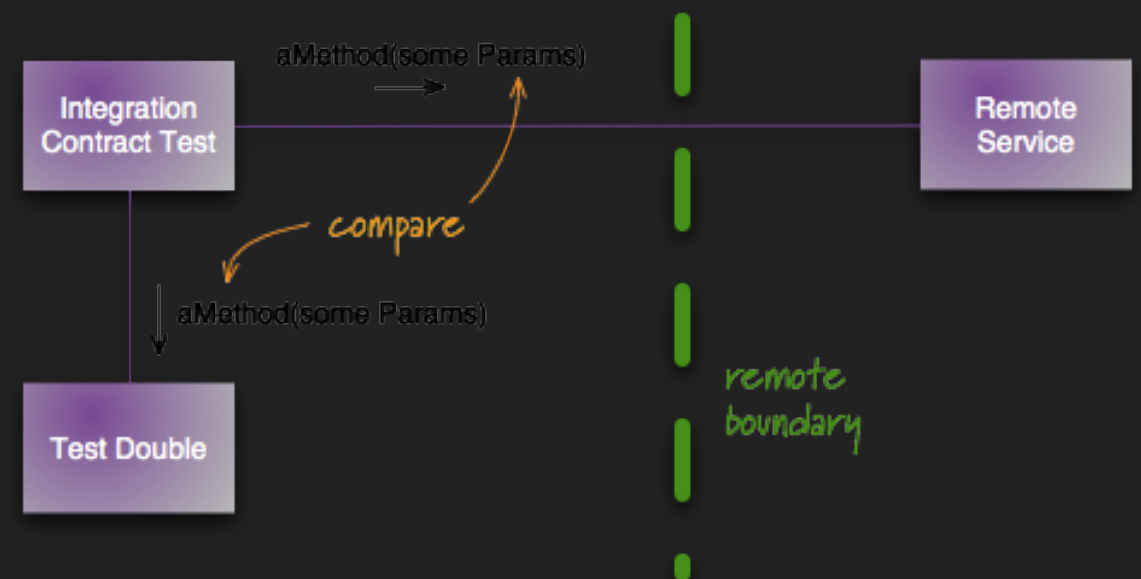 aMethod(some Params)
Integration
Contract Test
Remote
Service
compare
aMethod(some Params)
remote
boundary
Test Double